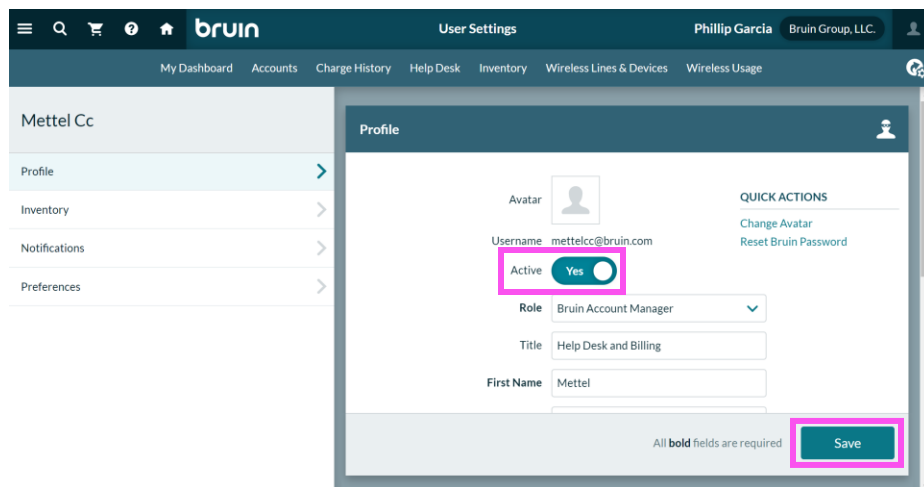 bruin User Settings Phillip Garcia Bruin Group, LLC.
My Dashboard Accounts Charge History Help Desk Inventory Wireless Lines & Devices Wireless Usage
Mettel Cc
Profile
Inventory
Notifications
Preferences
Profile
Avatar
Username mettelcc@bruin.com
Active Yes
Role Bruin Account Manager
Title Help Desk and Billing
First Name Mettel
QUICK ACTIONS
Change Avatar
Reset Bruin Password
All bold fields are required Save